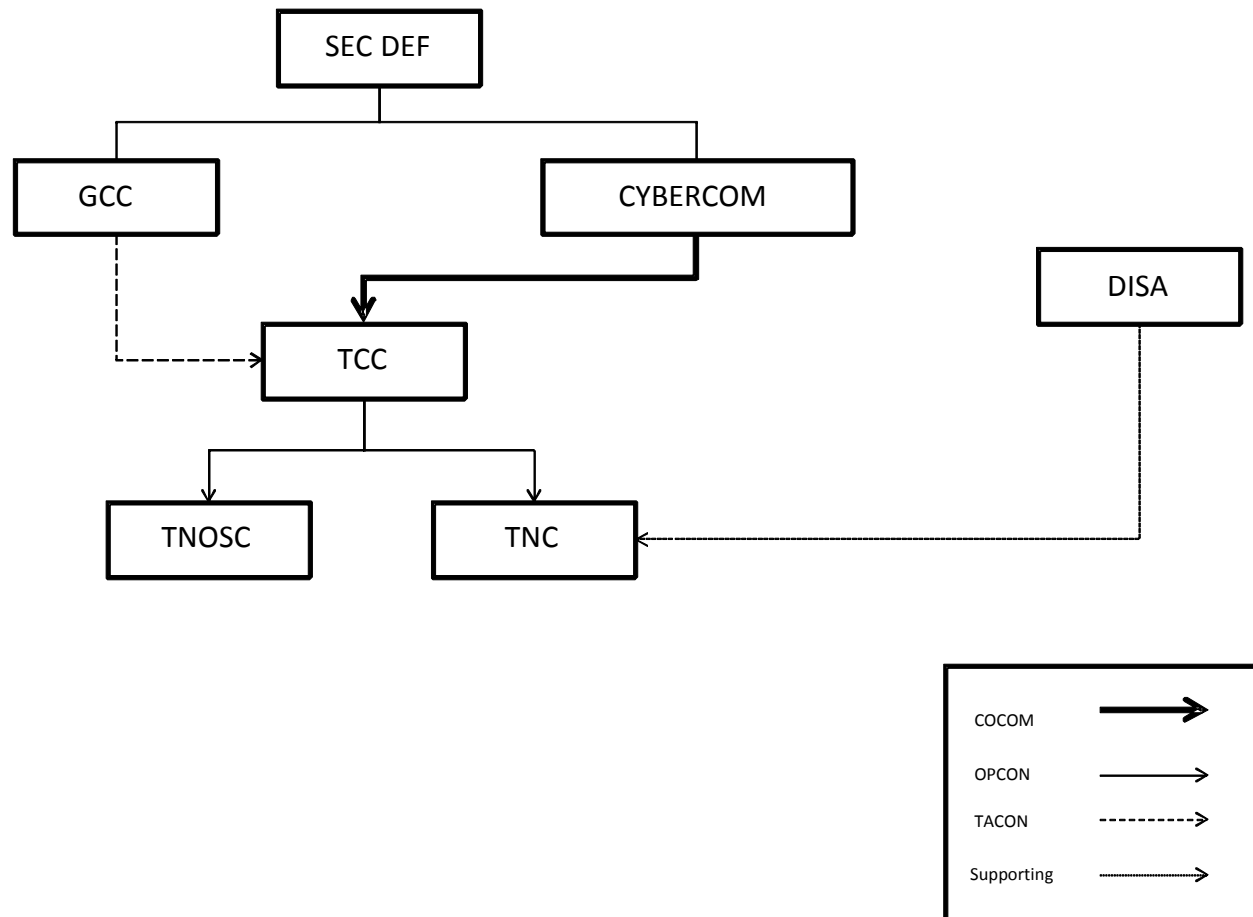 SEC DEF
GCC
CYBERCOM
DISA
TCC
TNOSC
TNC
COCOM
OPCON
TACON
Supporting